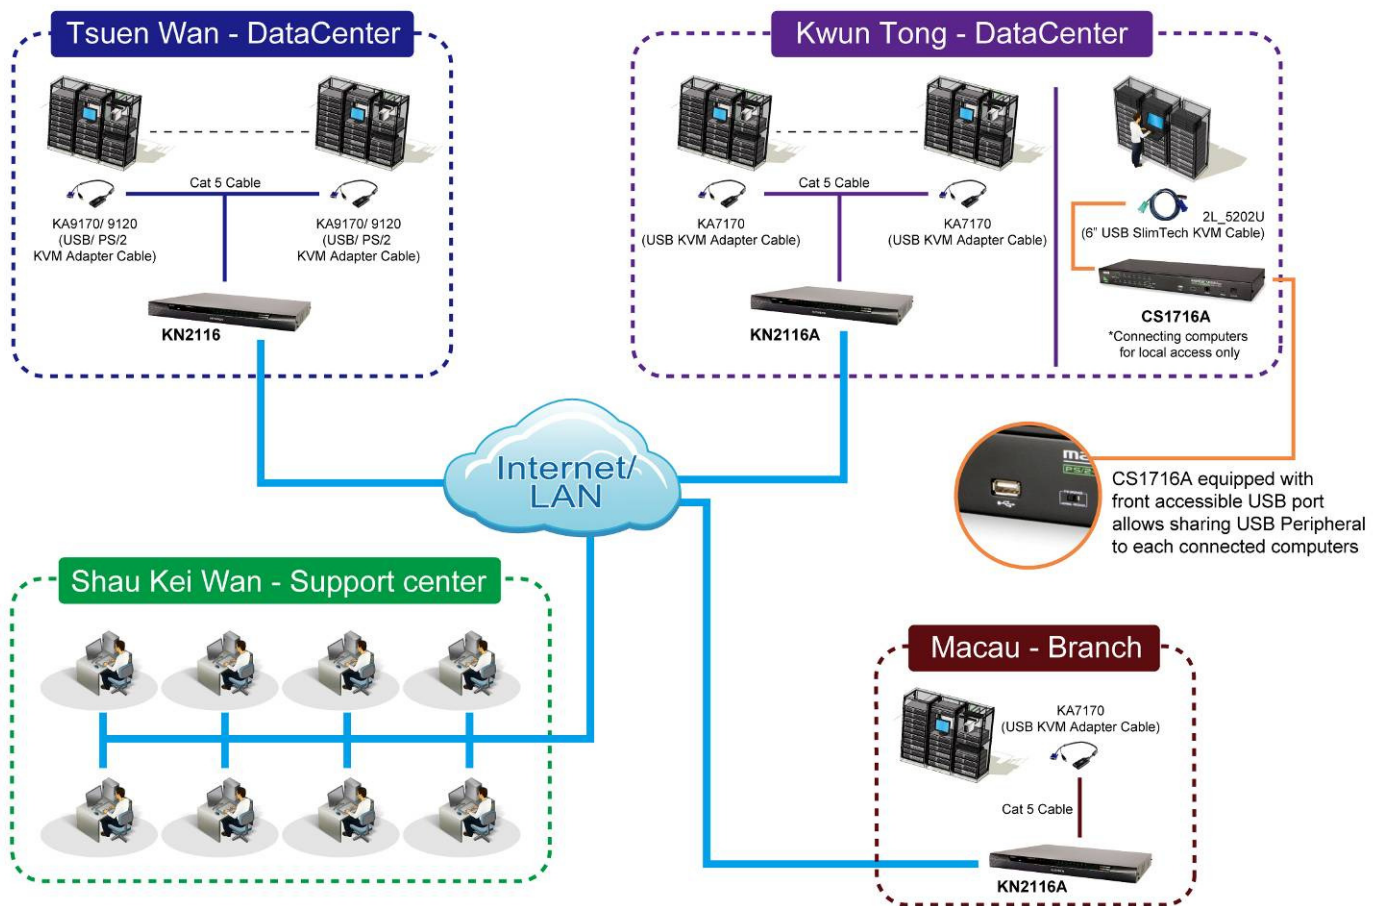 Tsuen Wan - DataCenter
Cat 5 Cable
KA9170/ 9120
(USB/ PS/2
KVM Adapter Cable)
KA9170/ 9120
(USB/ PS/2
KVM Adapter Cable)
KN2116
Kwun Tong - DataCenter
Cat 5 Cable
KA7170
(USB KVM Adapter Cable)
KA7170
(USB KVM Adapter Cable)
KN2116A
2L_5202U
(6" USB SlimTech KVM Cable)
CS1716A
*Connecting computers
for local access only
Internet/
LAN
ma
PS/2
CS1716A equipped with
front accessible USB port
allows sharing USB Peripheral
to each connected computers
Shau Kei Wan - Support center
Macau - Branch
KA7170
(USB KVM Adapter Cable)
Cat 5 Cable
KN2116A